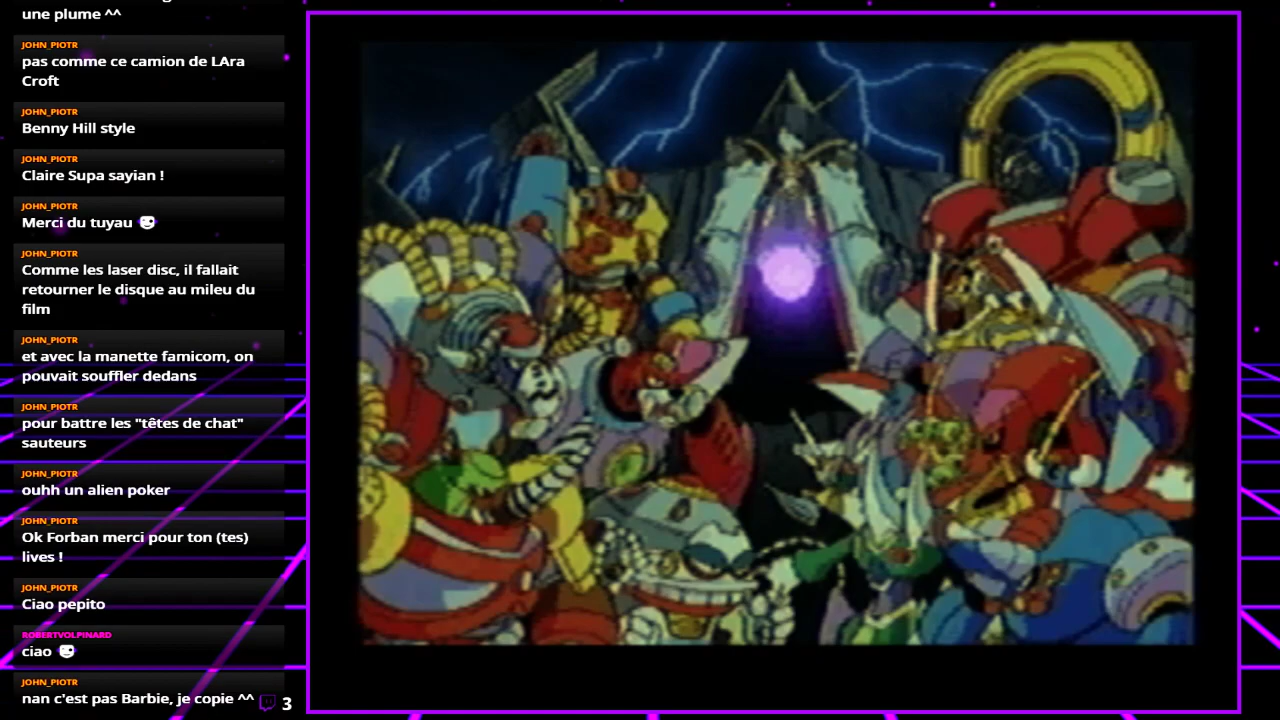 une plume ^^
JOHN_PIOTR
pas comme ce camion de LAra
Croft
JOHN_PIOTR
Benny Hill style
JOHN_PIOTR
Claire Supa sayian !
JOHN_PIOTR
Merci du tuyau
JOHN_PIOTR
Comme les laser disc, il fallait
retourner le disque au mileu du
film
JOHN_PIOTR
et avec la manette famicom, on
pouvait souffler dedans
JOHN_PIOTR
pour battre les "têtes de chat"
sauteurs
JOHN_PIOTR
ouhh un alien poker
JOHN_PIOTR
Ok Forban merci pour ton (tes)
lives !
JOHN_PIOTR
Ciao pepito
ROBERTVOLPINARD
ciao
JOHN_PIOTR
nan c'est pas Barbie, je copie ^^
3